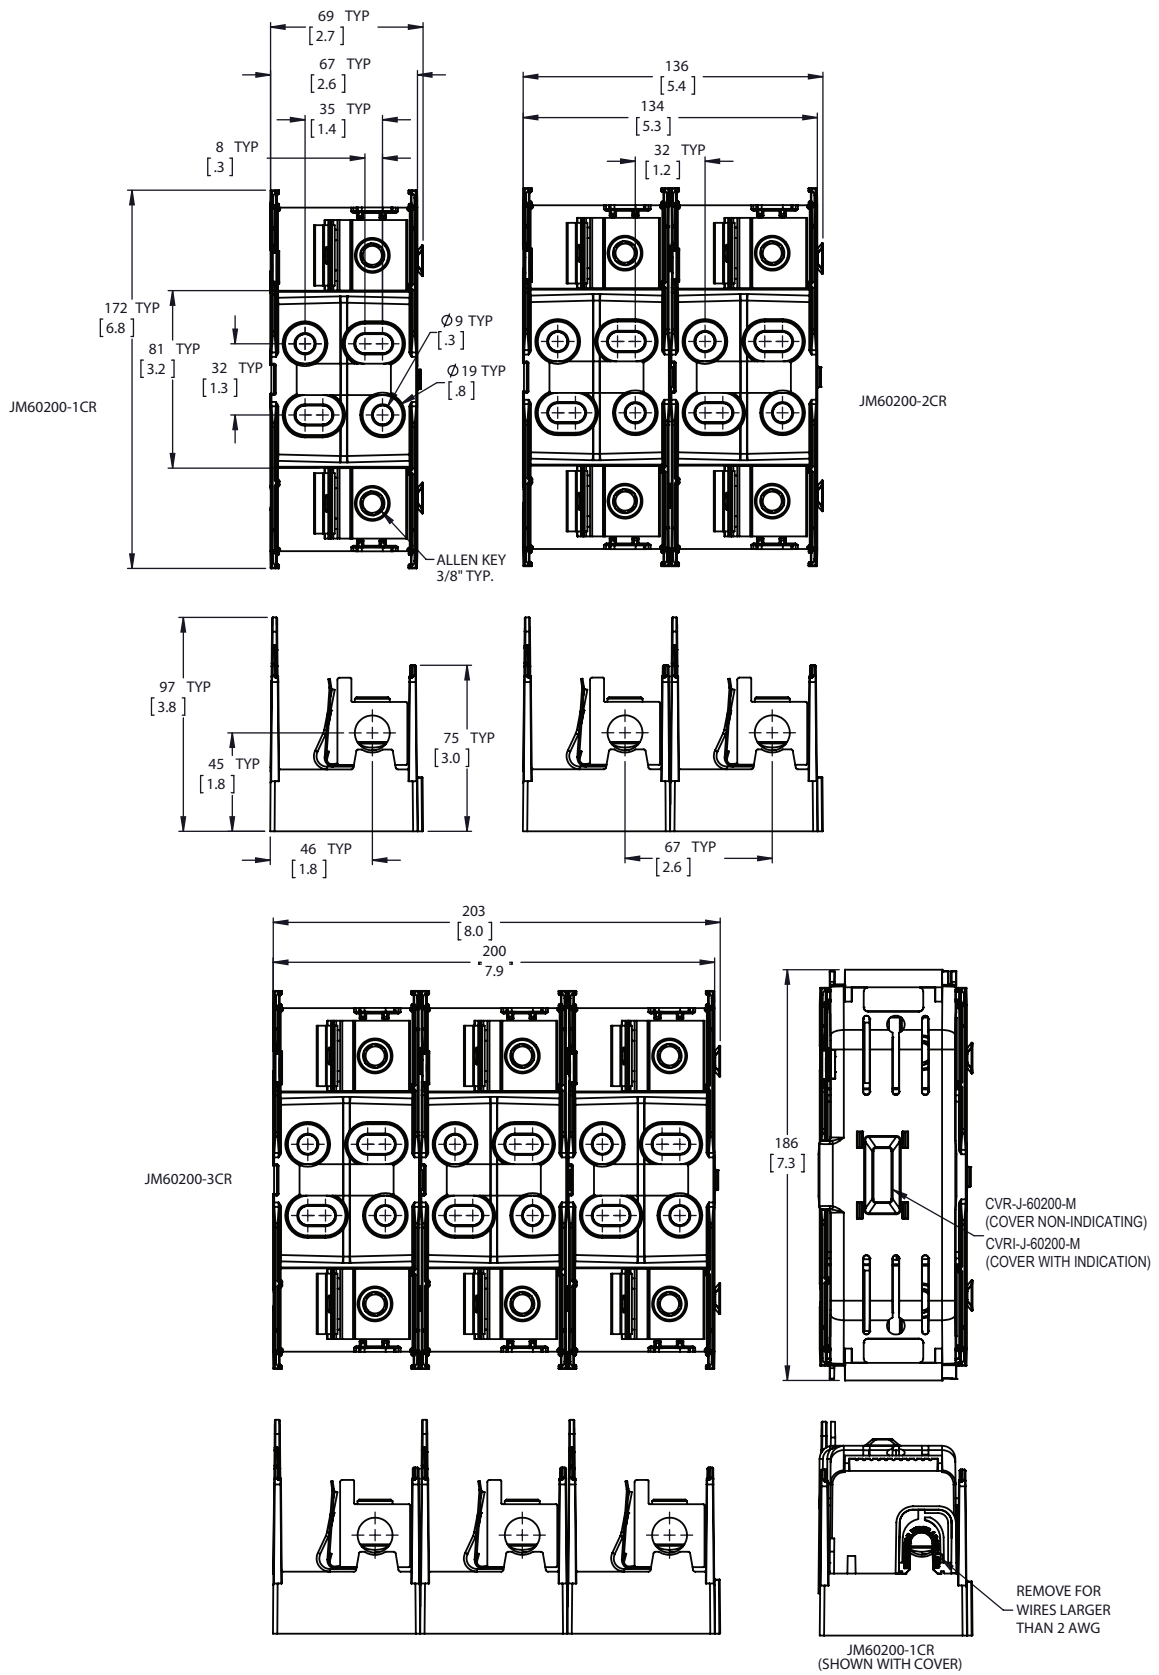 69 TYP
[2.7]
67 TYP
[2.6]
35 TYP
[1.4]
8 TYP
[.3]
136
[5.4]
134
[5.3]
32
[1.2]
172 TYP
[6.8]
81 TYP
[3.2]
32 TYP
[1.3]
Ø9 TYP
[.3]
Ø19 TYP
[.8]
JM60200-1CR
JM60200-2CR
ALLEN KEY
3/8" TYP.
97 TYP
[3.8]
45 TYP
[1.8]
75 TYP
[3.0]
46 TYP
[1.8]
67 TYP
[2.6]
203
[8.0]
200
7.9
186
[7.3]
JM60200-3CR
CVR-J-60200-M
(COVER NON-INDICATING)
CVRI-J-60200-M
(COVER WITH INDICATION)
REMOVE FOR
WIRES LARGER
THAN 2 AWG
JM60200-1CR
(SHOWN WITH COVER)